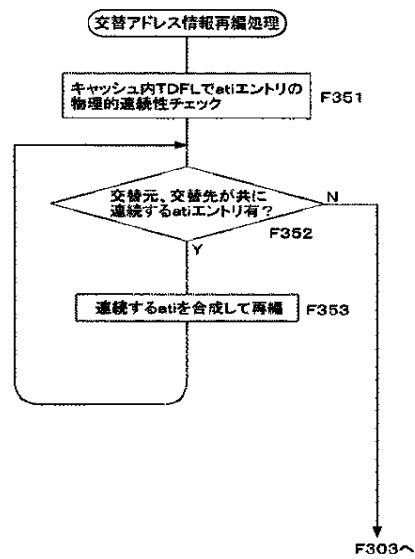 交替アドレス情報再編処理
キャッシュ内TDFLでatiエントリの
物理的連続性チェック
F351
交替元、交替先が共に
連続するatiエントリ有?
N
F352
Y
連続するatiを合成して再編
F353
F303へ